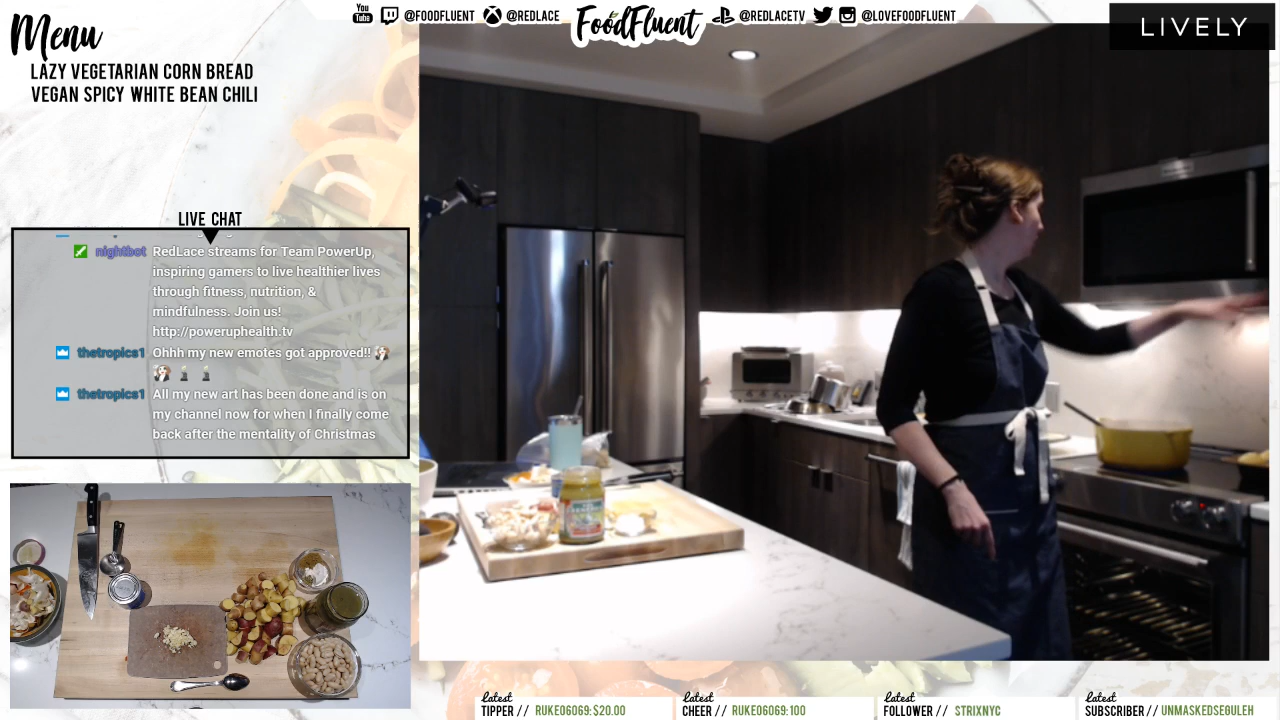 Menu
LAZY VEGETARIAN CORN BREAD
VEGAN SPICY WHITE BEAN CHILI
You Tube @FOODFLUENT @REDLACE FoodFluent @REDLACETV @LOVEFOODFLUENT
LIVELY
LIVE CHAT
nightbot RedLace streams for Team PowerUp,
inspiring gamers to live healthier lives
through fitness, nutrition, &
mindfulness. Join us!
http://poweruphealth.tv
thetropics1 Ohhh my new emotes got approved!!
thetropics1 All my new art has been done and is on
my channel now for when I finally come
back after the mentality of Christmas
latest
TIPPER // RUKE06069: $20.00
latest
CHEER // RUKE06069: 100
latest
FOLLOWER // STRIXNYC
latest
SUBSCRIBER // UNMASKEDSEGULEH